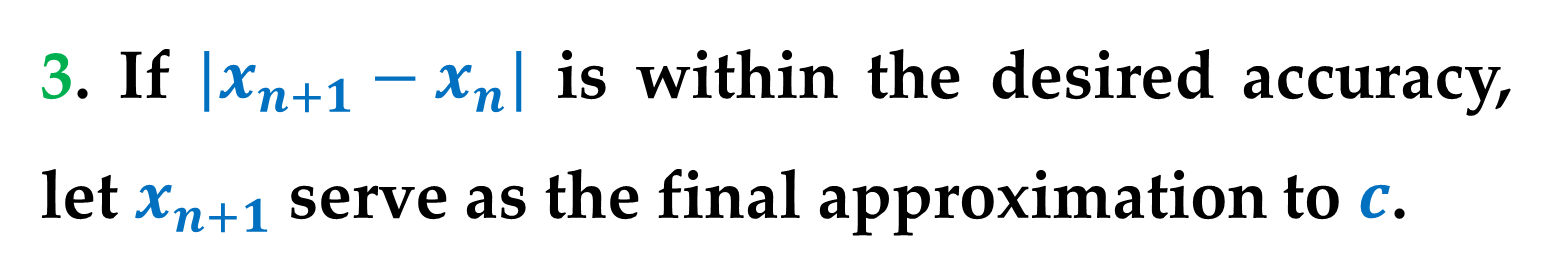 3. If |xₙ₊₁ − xₙ| is within the desired accuracy,
let xₙ₊₁ serve as the final approximation to c.